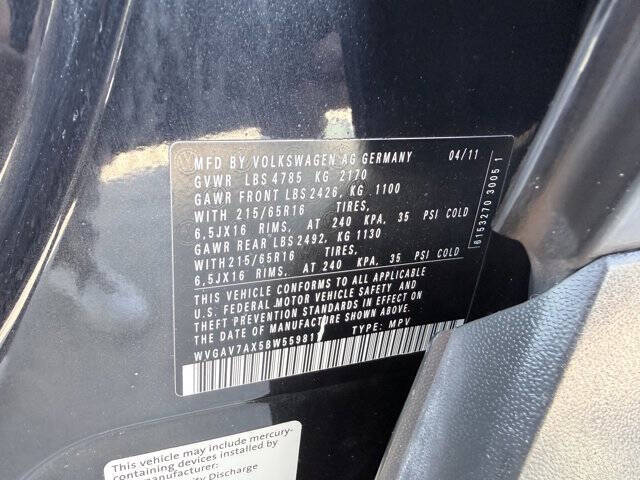 MFD BY VOLKSWAGEN AG GERMANY 04/11
GVWR LBS 4785 KG 2170
GAWR FRONT LBS 2426, KG 1100
WITH 215/65R16 TIRES,
6,5JX16 RIMS, AT 240 KPA. 35 PSI COLD
GAWR REAR LBS 2492, KG 1130
WITH 215/65R16 TIRES,
6,5JX16 RIMS, AT 240 KPA. 35 PSI COLD
THIS VEHICLE CONFORMS TO ALL APPLICABLE
U.S. FEDERAL MOTOR VEHICLE SAFETY AND
THEFT PREVENTION STANDARDS IN EFFECT ON
THE DATE OF MANUFACTURE SHOWN ABOVE.
TYPE: MPV
6153270 3005 1
This vehicle may include mercury-
containing devices installed by
manufacturer:
Discharge